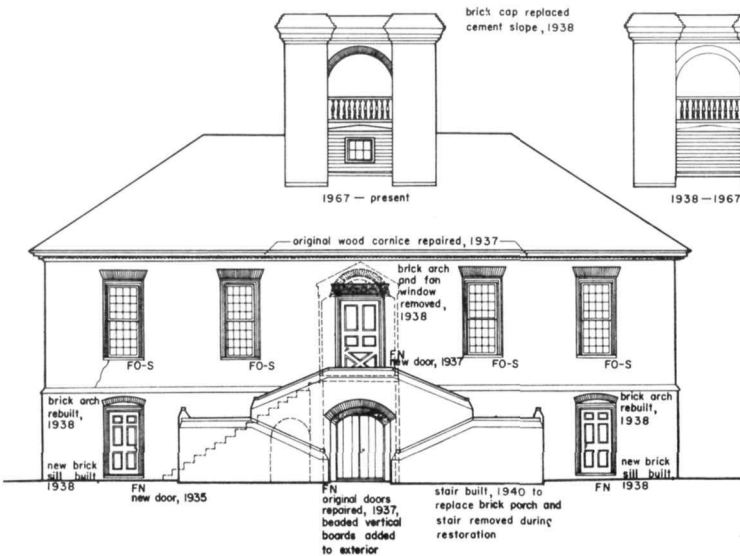 brick cap replaced
cement slope, 1938
1967 — present
1938 — 1967
original wood cornice repaired, 1937
brick arch
and fan
window
removed,
1938
FO-S
FO-S
FN
new door, 1937
FO-S
FO-S
brick arch
rebuilt,
1938
brick arch
rebuilt,
1938
new brick
sill built,
1938
new brick
sill built,
1938
FN
new door, 1935
FN
original doors
repaired, 1937,
beaded vertical
boards added
to exterior
stair built, 1940 to
replace brick porch and
stair removed during
restoration
FN